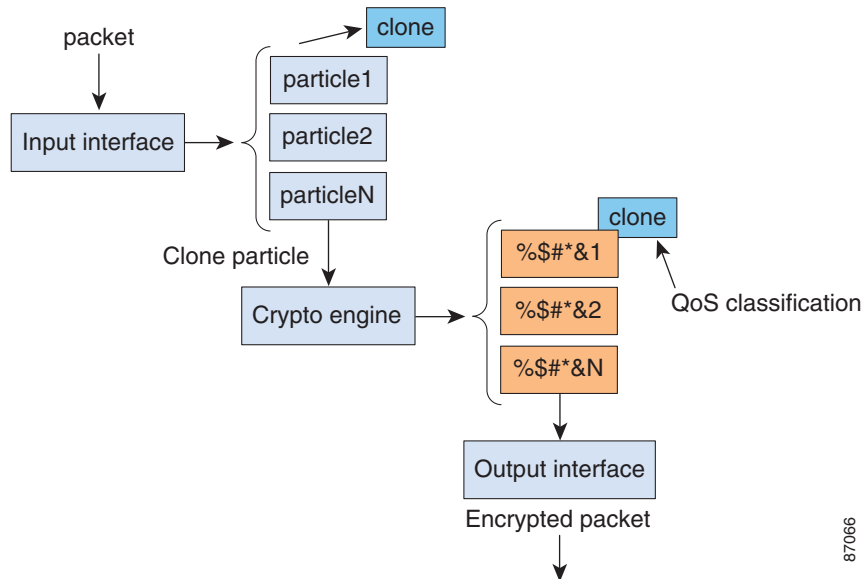 clone
packet
particle1
Input interface
particle2
particleN
clone
Clone particle
%$#*&1
QoS classification
Crypto engine
%$#*&2
%$#*&N
Output interface
Encrypted packet
87066